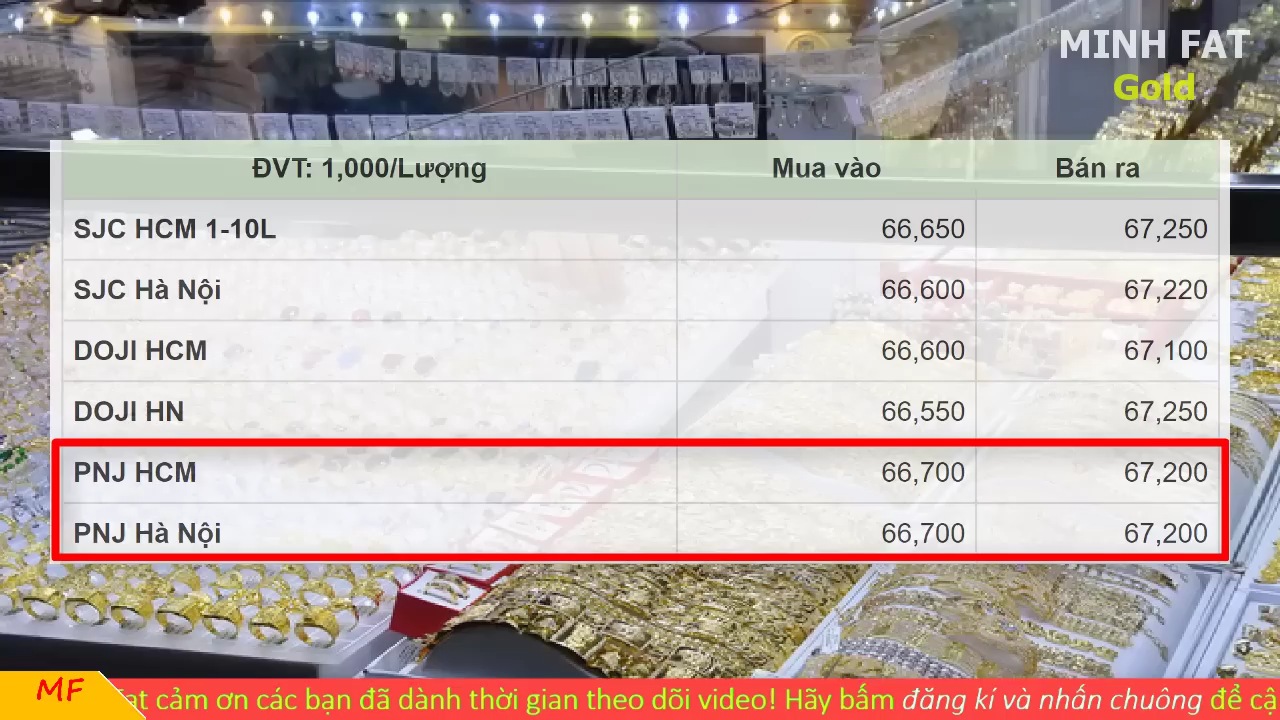 MINH FAT
Gold
ĐVT: 1,000/Lượng Mua vào Bán ra
SJC HCM 1-10L 66,650 67,250
SJC Hà Nội 66,600 67,220
DOJI HCM 66,600 67,100
DOJI HN 66,550 67,250
PNJ HCM 66,700 67,200
PNJ Hà Nội 66,700 67,200
MF
cảm ơn các bạn đã dành thời gian theo dõi video! Hãy bấm đăng kí và nhấn chuông để